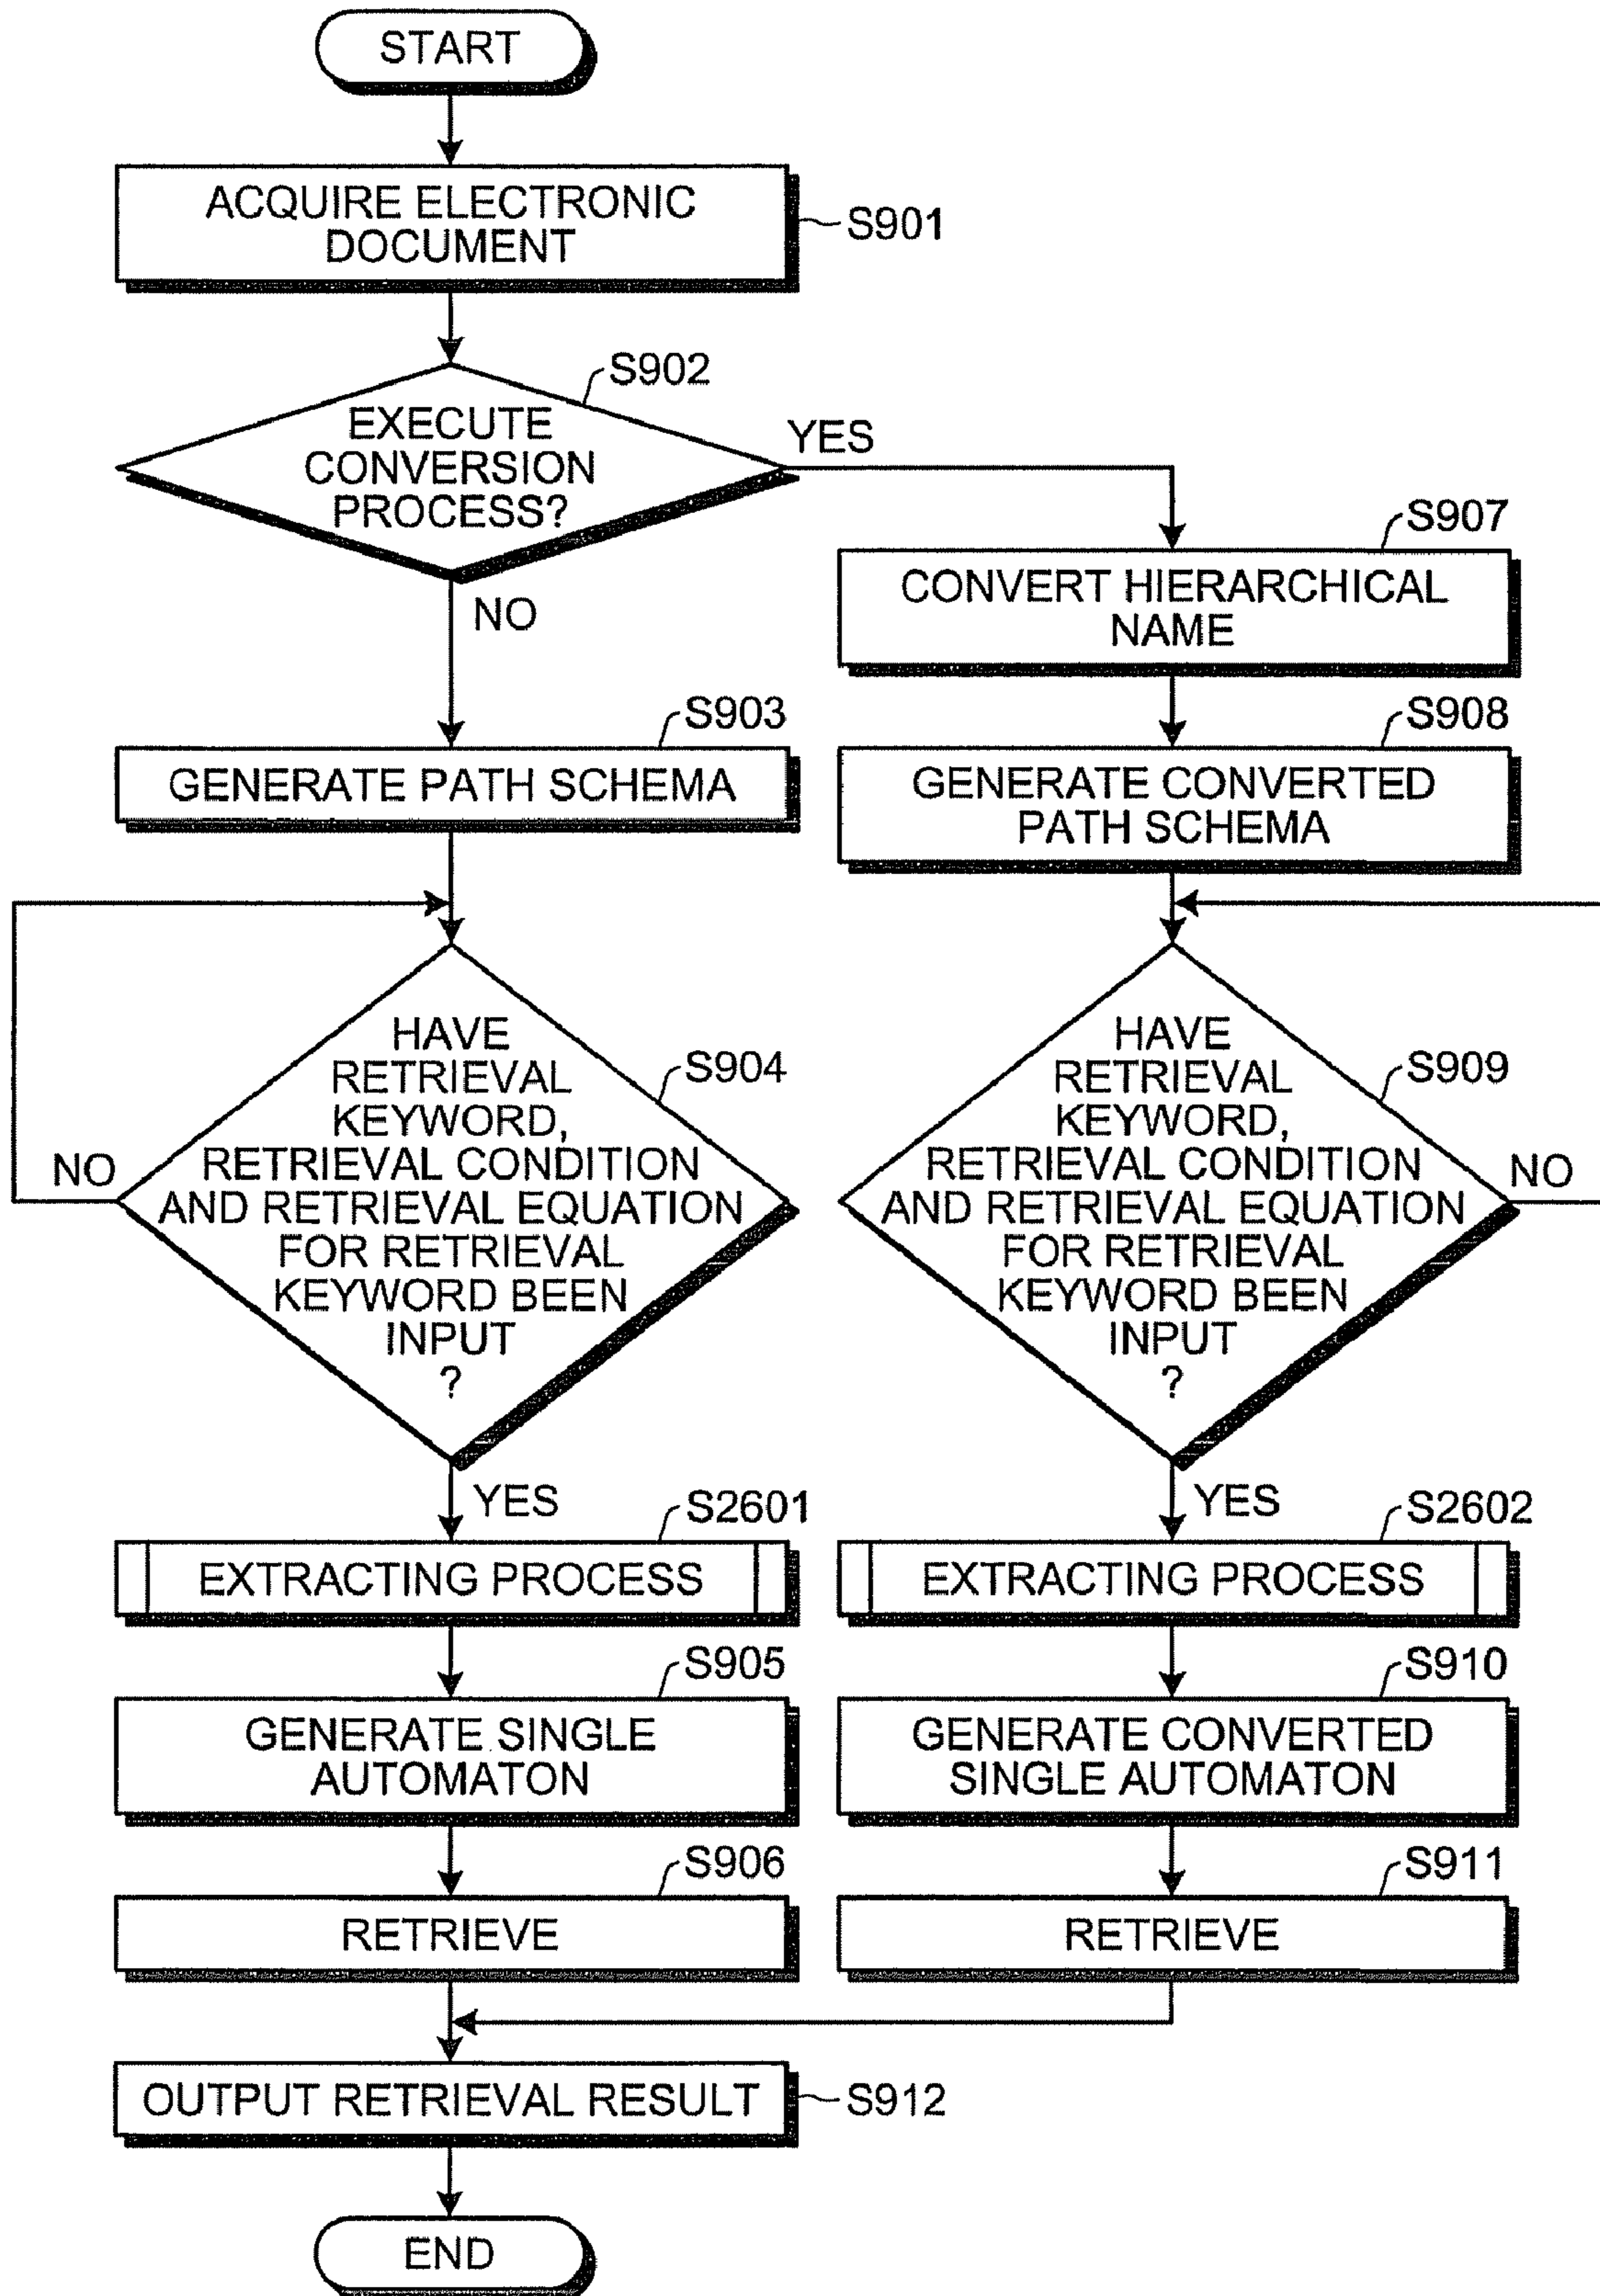 START
ACQUIRE ELECTRONIC
DOCUMENT
S901
S902
EXECUTE
CONVERSION
PROCESS?
YES
NO
S907
CONVERT HIERARCHICAL
NAME
S903
GENERATE PATH SCHEMA
S908
GENERATE CONVERTED
PATH SCHEMA
HAVE
RETRIEVAL
KEYWORD,
RETRIEVAL CONDITION
AND RETRIEVAL EQUATION
FOR RETRIEVAL
KEYWORD BEEN
INPUT
?
S904
NO
YES
HAVE
RETRIEVAL
KEYWORD,
RETRIEVAL CONDITION
AND RETRIEVAL EQUATION
FOR RETRIEVAL
KEYWORD BEEN
INPUT
?
S909
NO
YES
S2601
EXTRACTING PROCESS
S2602
EXTRACTING PROCESS
S905
GENERATE SINGLE
AUTOMATON
S910
GENERATE CONVERTED
SINGLE AUTOMATON
S906
RETRIEVE
S911
RETRIEVE
OUTPUT RETRIEVAL RESULT
S912
END